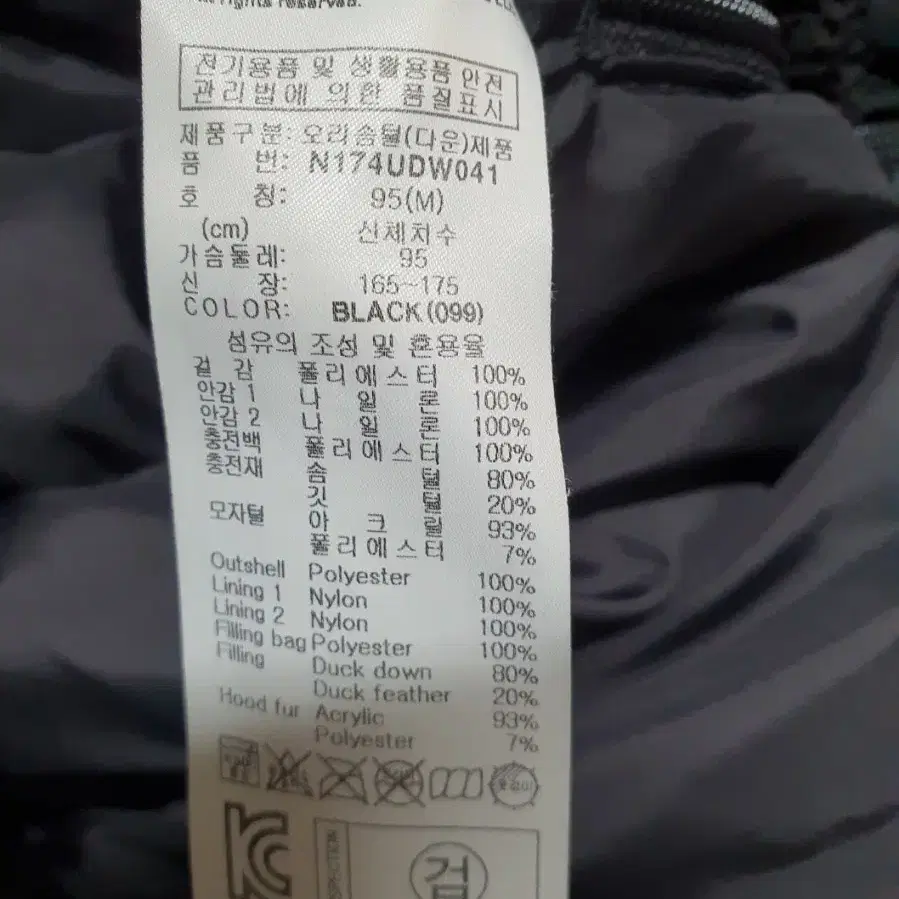 rights reserved.
전기용품 및 생활용품 안전
관리법에 의한 품질표시
제품구분: 오리솜털(다운)제품
품 번: N174UDW041
호 칭: 95(M)
(cm) 신체치수
가슴둘레: 95
신 장: 165~175
COLOR: BLACK(099)
섬유의 조성 및 혼용율
겉 감 폴리에스터 100%
안감 1 나 일 론 100%
안감 2 나 일 론 100%
충전백 폴리에스터 100%
충전재 솜 털 80%
깃 털 20%
모자털 아 크 릴 93%
폴리에스터 7%
Outshell Polyester 100%
Lining 1 Nylon 100%
Lining 2 Nylon 100%
Filling bag Polyester 100%
Filling Duck down 80%
Duck feather 20%
Hood fur Acrylic 93%
Polyester 7%
KC
검